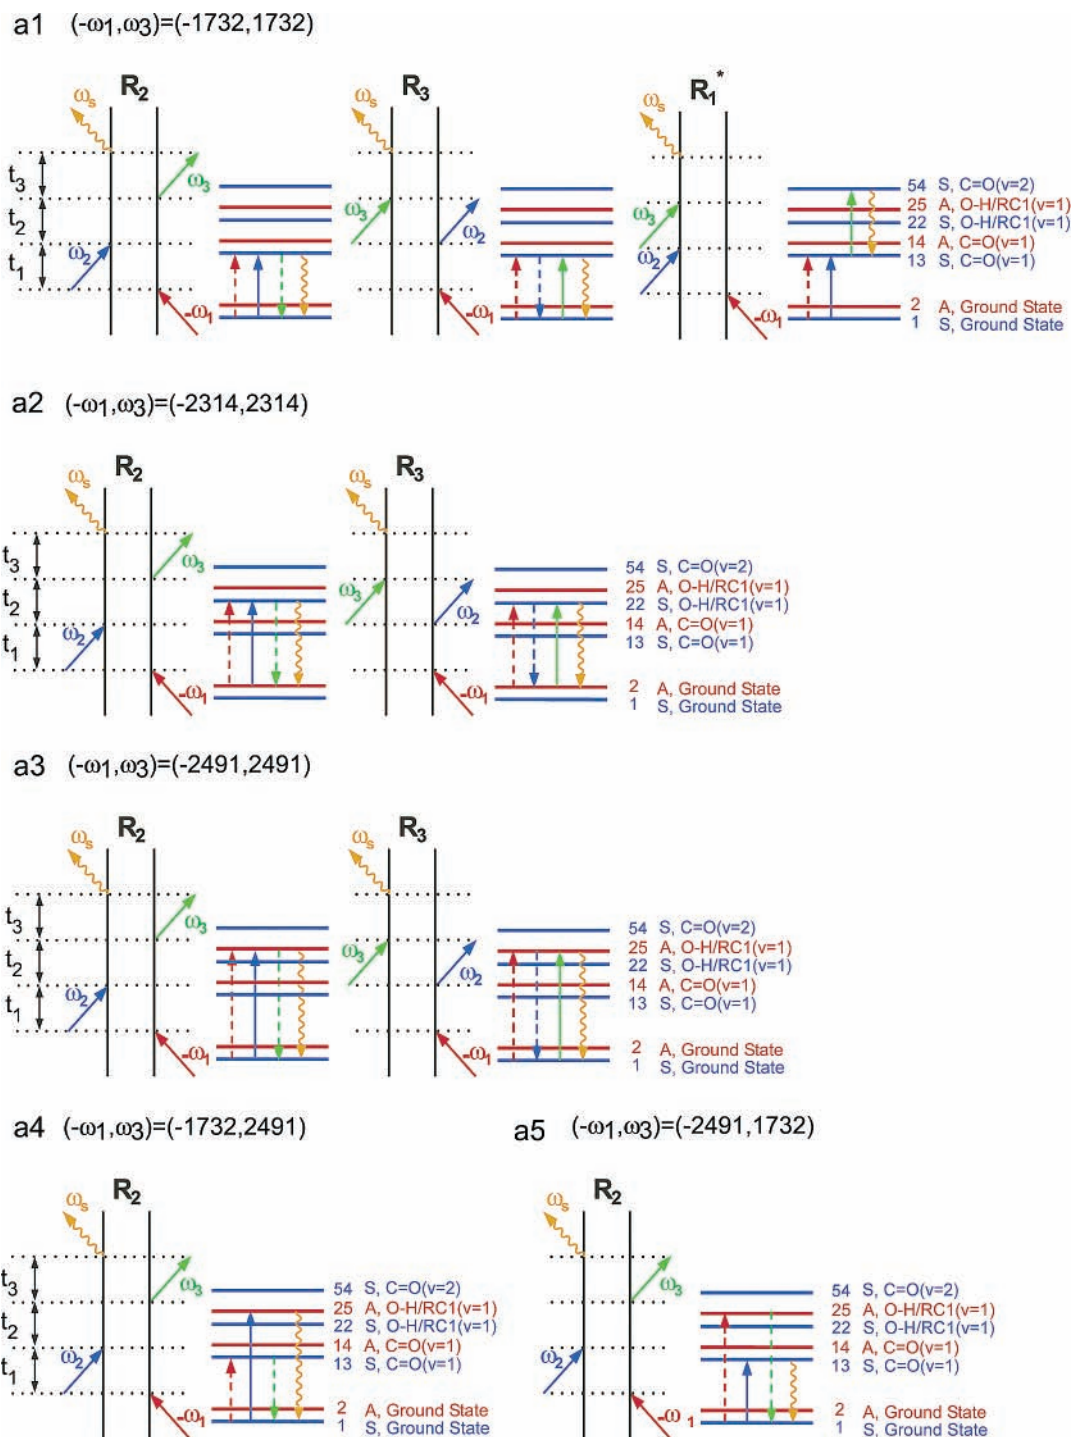 a1 (-ω1,ω3)=(-1732,1732)
R2 R3 R1*
ωs ωs ωs
t3 ω3 ω3 ω3
t2
t1 ω2 ω2 ω2
-ω1 -ω1 -ω1
54 S, C=O(v=2)
25 A, O-H/RC1(v=1)
22 S, O-H/RC1(v=1)
14 A, C=O(v=1)
13 S, C=O(v=1)
2 A, Ground State
1 S, Ground State
a2 (-ω1,ω3)=(-2314,2314)
R2 R3
ωs ωs
t3 ω3
t2 ω3 ω2
t1 ω2
-ω1 -ω1
54 S, C=O(v=2)
25 A, O-H/RC1(v=1)
22 S, O-H/RC1(v=1)
14 A, C=O(v=1)
13 S, C=O(v=1)
2 A, Ground State
1 S, Ground State
a3 (-ω1,ω3)=(-2491,2491)
R2 R3
ωs ωs
t3 ω3
t2 ω3 ω2
t1 ω2
-ω1 -ω1
54 S, C=O(v=2)
25 A, O-H/RC1(v=1)
22 S, O-H/RC1(v=1)
14 A, C=O(v=1)
13 S, C=O(v=1)
2 A, Ground State
1 S, Ground State
a4 (-ω1,ω3)=(-1732,2491)
R2
ωs
t3 ω3
t2
t1 ω2
-ω1
54 S, C=O(v=2)
25 A, O-H/RC1(v=1)
22 S, O-H/RC1(v=1)
14 A, C=O(v=1)
13 S, C=O(v=1)
2 A, Ground State
1 S, Ground State
a5 (-ω1,ω3)=(-2491,1732)
R2
ωs
ω3
ω2
-ω1
54 S, C=O(v=2)
25 A, O-H/RC1(v=1)
22 S, O-H/RC1(v=1)
14 A, C=O(v=1)
13 S, C=O(v=1)
2 A, Ground State
1 S, Ground State